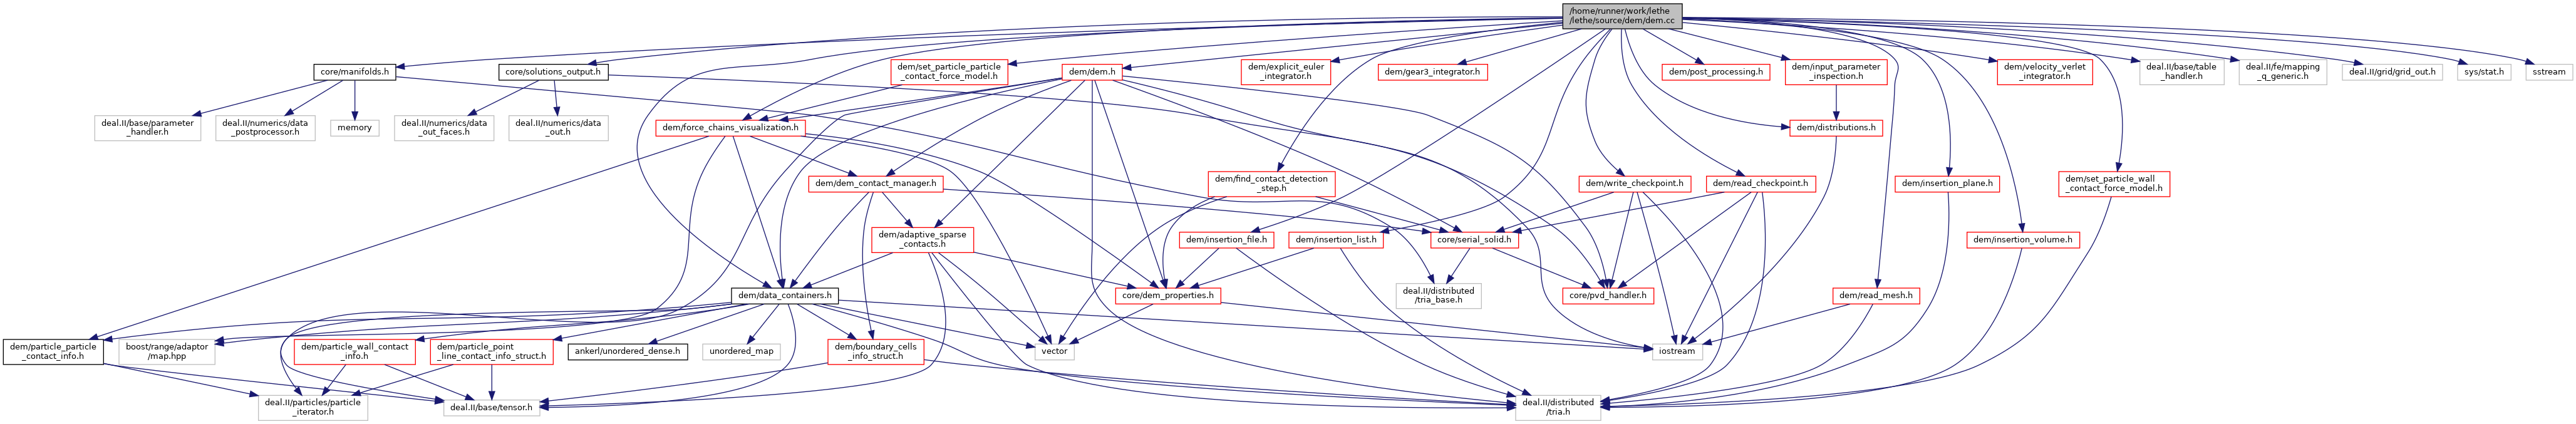 /home/runner/work/lethe
/lethe/source/dem/dem.cc
core/manifolds.h
core/solutions_output.h
dem/set_particle_particle
_contact_force_model.h
dem/dem.h
dem/explicit_euler
_integrator.h
dem/gear3_integrator.h
dem/post_processing.h
dem/input_parameter
_inspection.h
dem/velocity_verlet
_integrator.h
deal.II/base/table
_handler.h
deal.II/fe/mapping
_q_generic.h
deal.II/grid/grid_out.h
sys/stat.h
sstream
deal.II/base/parameter
_handler.h
deal.II/numerics/data
_postprocessor.h
memory
deal.II/numerics/data
_out_faces.h
deal.II/numerics/data
_out.h
dem/force_chains_visualization.h
dem/distributions.h
dem/dem_contact_manager.h
dem/find_contact_detection
_step.h
dem/write_checkpoint.h
dem/read_checkpoint.h
dem/insertion_plane.h
dem/set_particle_wall
_contact_force_model.h
dem/adaptive_sparse
_contacts.h
dem/insertion_file.h
dem/insertion_list.h
core/serial_solid.h
dem/insertion_volume.h
dem/data_containers.h
core/dem_properties.h
deal.II/distributed
/tria_base.h
core/pvd_handler.h
dem/read_mesh.h
dem/particle_particle
_contact_info.h
boost/range/adaptor
/map.hpp
dem/particle_wall_contact
_info.h
dem/particle_point
_line_contact_info_struct.h
ankerl/unordered_dense.h
unordered_map
dem/boundary_cells
_info_struct.h
vector
iostream
deal.II/particles/particle
_iterator.h
deal.II/base/tensor.h
deal.II/distributed
/tria.h